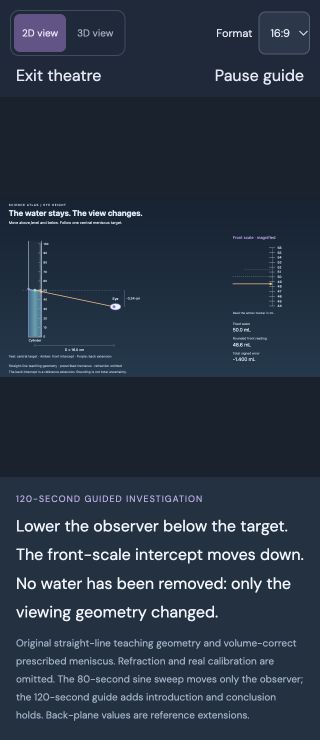 2D view
3D view
Format
16:9
Exit theatre
Pause guide
SCIENCE ATLAS / EYE HEIGHT
The water stays. The view changes.
Move above, level and below. Follow one central meniscus target.
Front scale · magnified
Eye
Cylinder
D = 16.0 cm
Fixed water
50.0 mL
Rounded front reading
48.6 mL
Total signed error
-1.400 mL
120-SECOND GUIDED INVESTIGATION
Lower the observer below the target.
The front-scale intercept moves down.
No water has been removed: only the
viewing geometry changed.
Original straight-line teaching geometry and volume-correct
prescribed meniscus. Refraction and real calibration are
omitted. The 80-second sine sweep moves only the observer;
the 120-second guide adds introduction and conclusion
holds. Back-plane values are reference extensions.